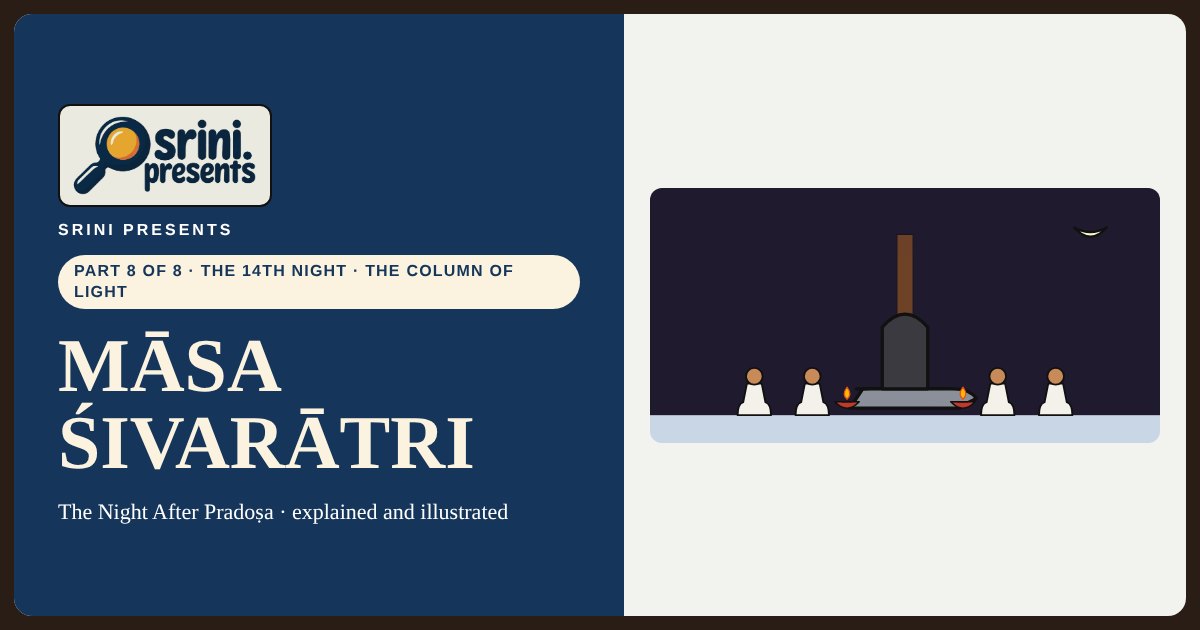 srini.
presents
SRINI PRESENTS
PART 8 OF 8 · THE 14TH NIGHT · THE COLUMN OF
LIGHT
MĀSA
ŚIVARĀTRI
The Night After Pradoṣa · explained and illustrated